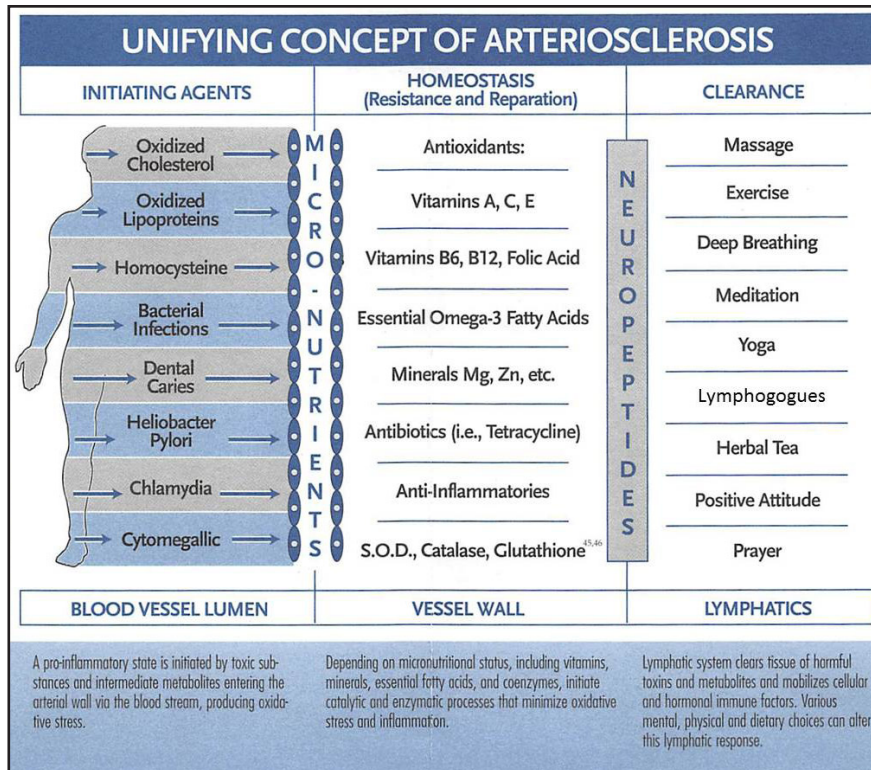 UNIFYING CONCEPT OF ARTERIOSCLEROSIS
INITIATING AGENTS
HOMEOSTASIS
(Resistance and Reparation)
CLEARANCE
Oxidized
Cholesterol
Oxidized
Lipoproteins
Homocysteine
Bacterial
Infections
Dental
Caries
Heliobacter
Pylori
Chlamydia
Cytomegallic
MICRO-NUTRIENTS
Antioxidants:
Vitamins A, C, E
Vitamins B6, B12, Folic Acid
Essential Omega-3 Fatty Acids
Minerals Mg, Zn, etc.
Antibiotics (i.e., Tetracycline)
Anti-Inflammatories
S.O.D., Catalase, Glutathione45,46
NEUROPEPTIDES
Massage
Exercise
Deep Breathing
Meditation
Yoga
Lymphogogues
Herbal Tea
Positive Attitude
Prayer
BLOOD VESSEL LUMEN
VESSEL WALL
LYMPHATICS
A pro-inflammatory state is initiated by toxic sub-
stances and intermediate metabolites entering the
arterial wall via the blood stream, producing oxida-
tive stress.
Depending on micronutritional status, including vitamins,
minerals, essential fatty acids, and coenzymes, initiate
catalytic and enzymatic processes that minimize oxidative
stress and inflammation.
Lymphatic system clears tissue of harmful
toxins and metabolites and mobilizes cellular
and hormonal immune factors. Various
mental, physical and dietary choices can alter
this lymphatic response.